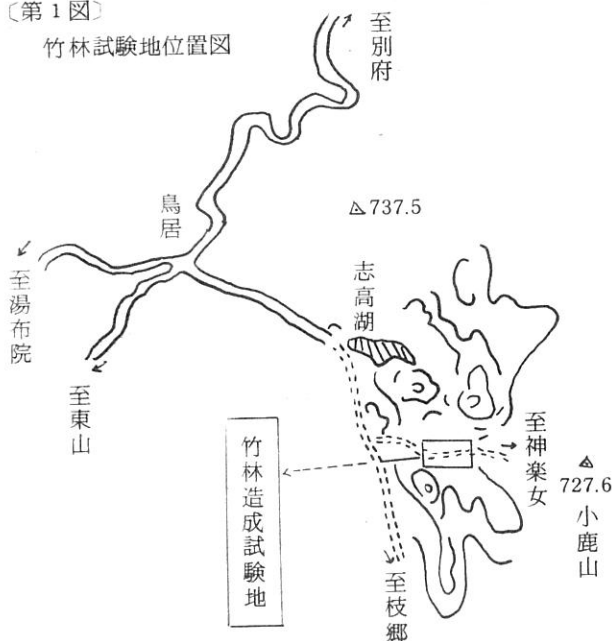 〔第1図〕
竹林試験地位置図
至別府
鳥居
737.5
至湯布院
至東山
志高湖
至神楽女
727.6
小鹿山
竹林造成試験地
至枝郷